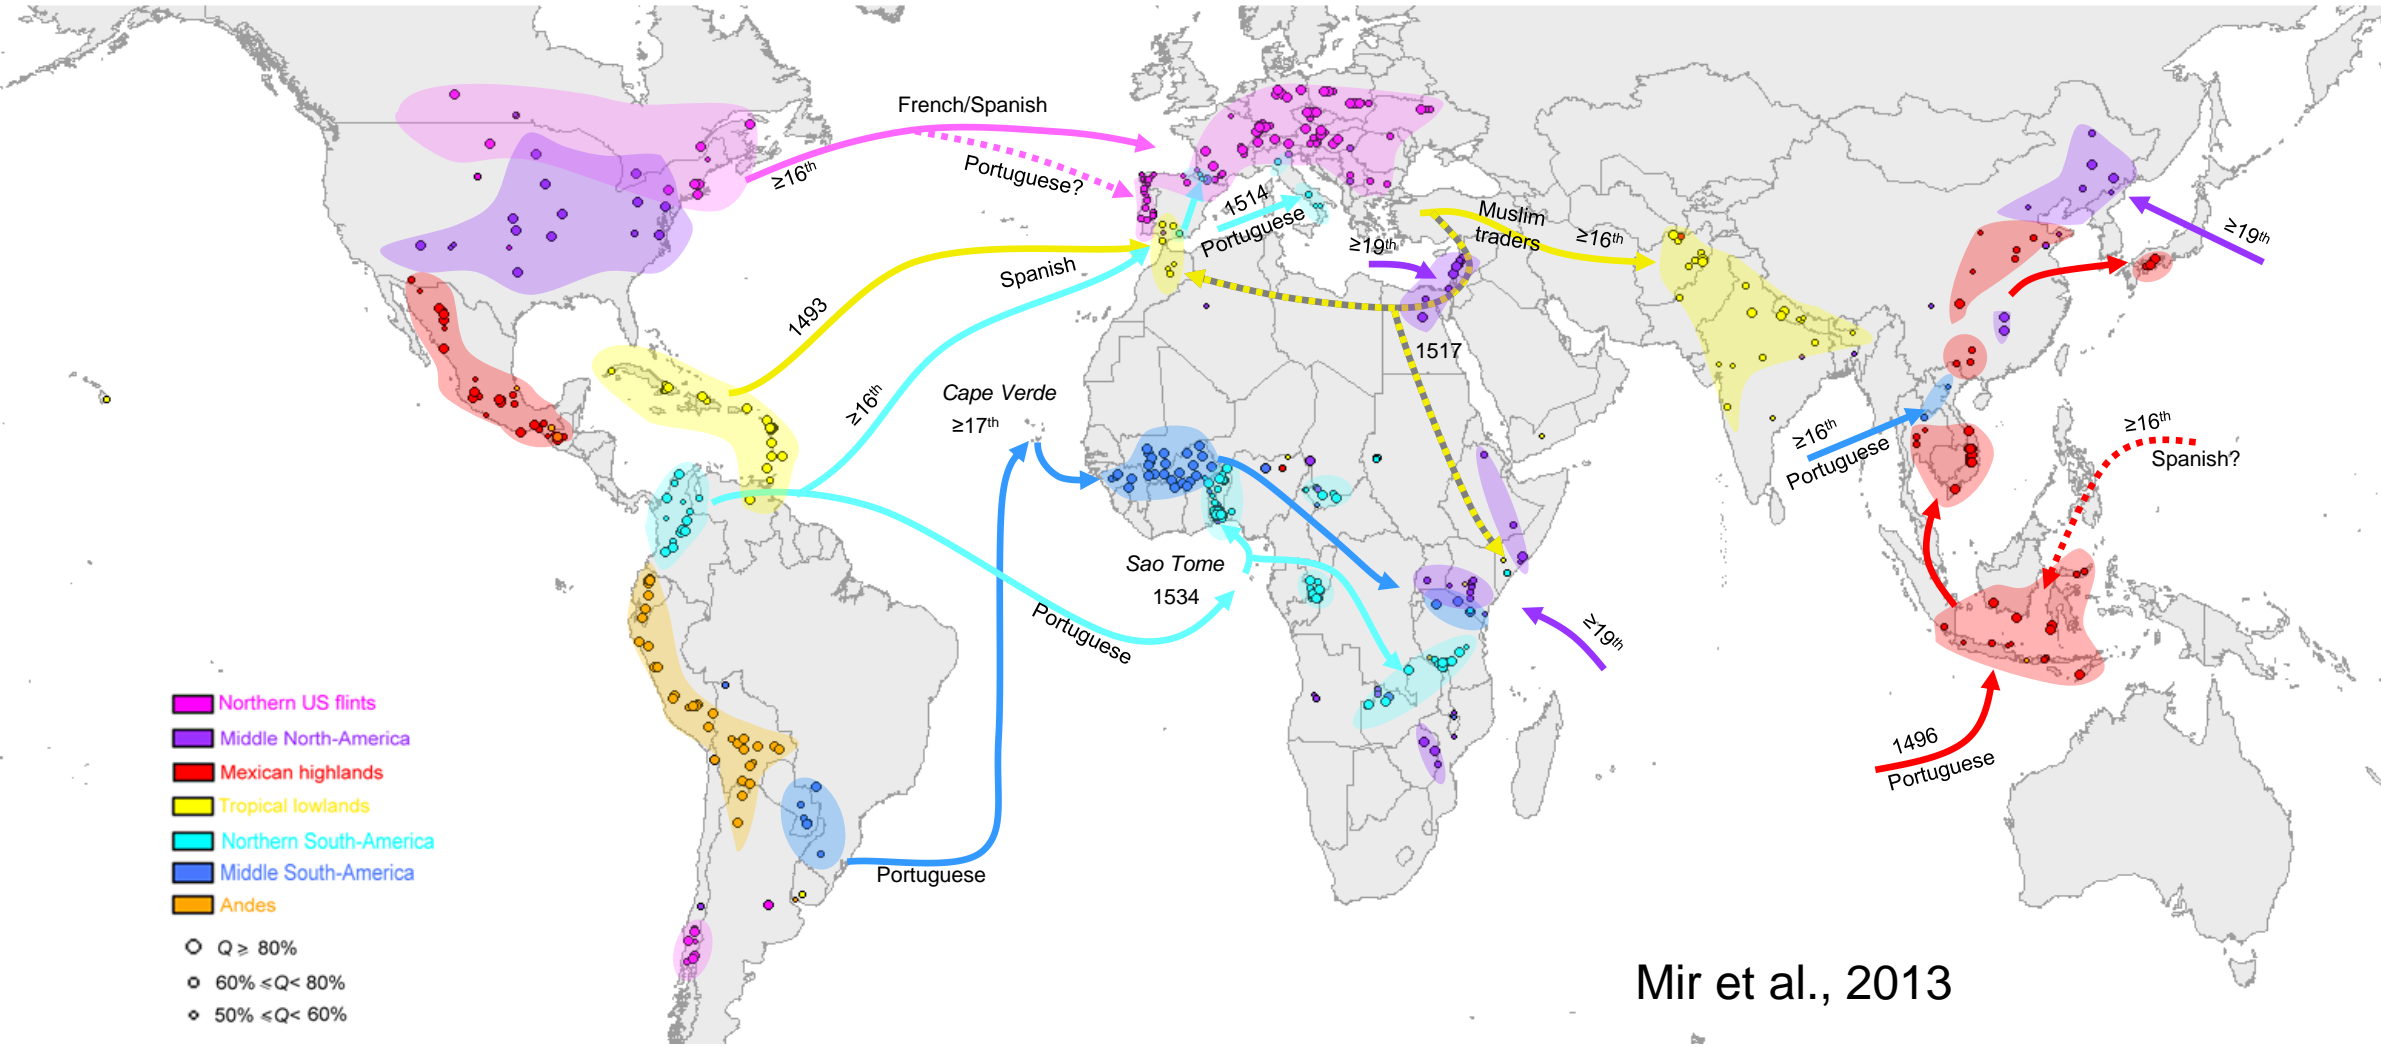 French/Spanish
≥16th
Portuguese?
1514
Portuguese
≥19th
Muslim
traders
≥16th
≥19th
Spanish
1493
1517
Cape Verde
≥17th
≥16th
≥16th
Portuguese
≥16th
Spanish?
Sao Tome
1534
Portuguese
≥19th
1496
Portuguese
Portuguese
Northern US flints
Middle North-America
Mexican highlands
Tropical lowlands
Northern South-America
Middle South-America
Andes
Q ≥ 80%
60% ≤Q< 80%
50% ≤Q< 60%
Mir et al., 2013